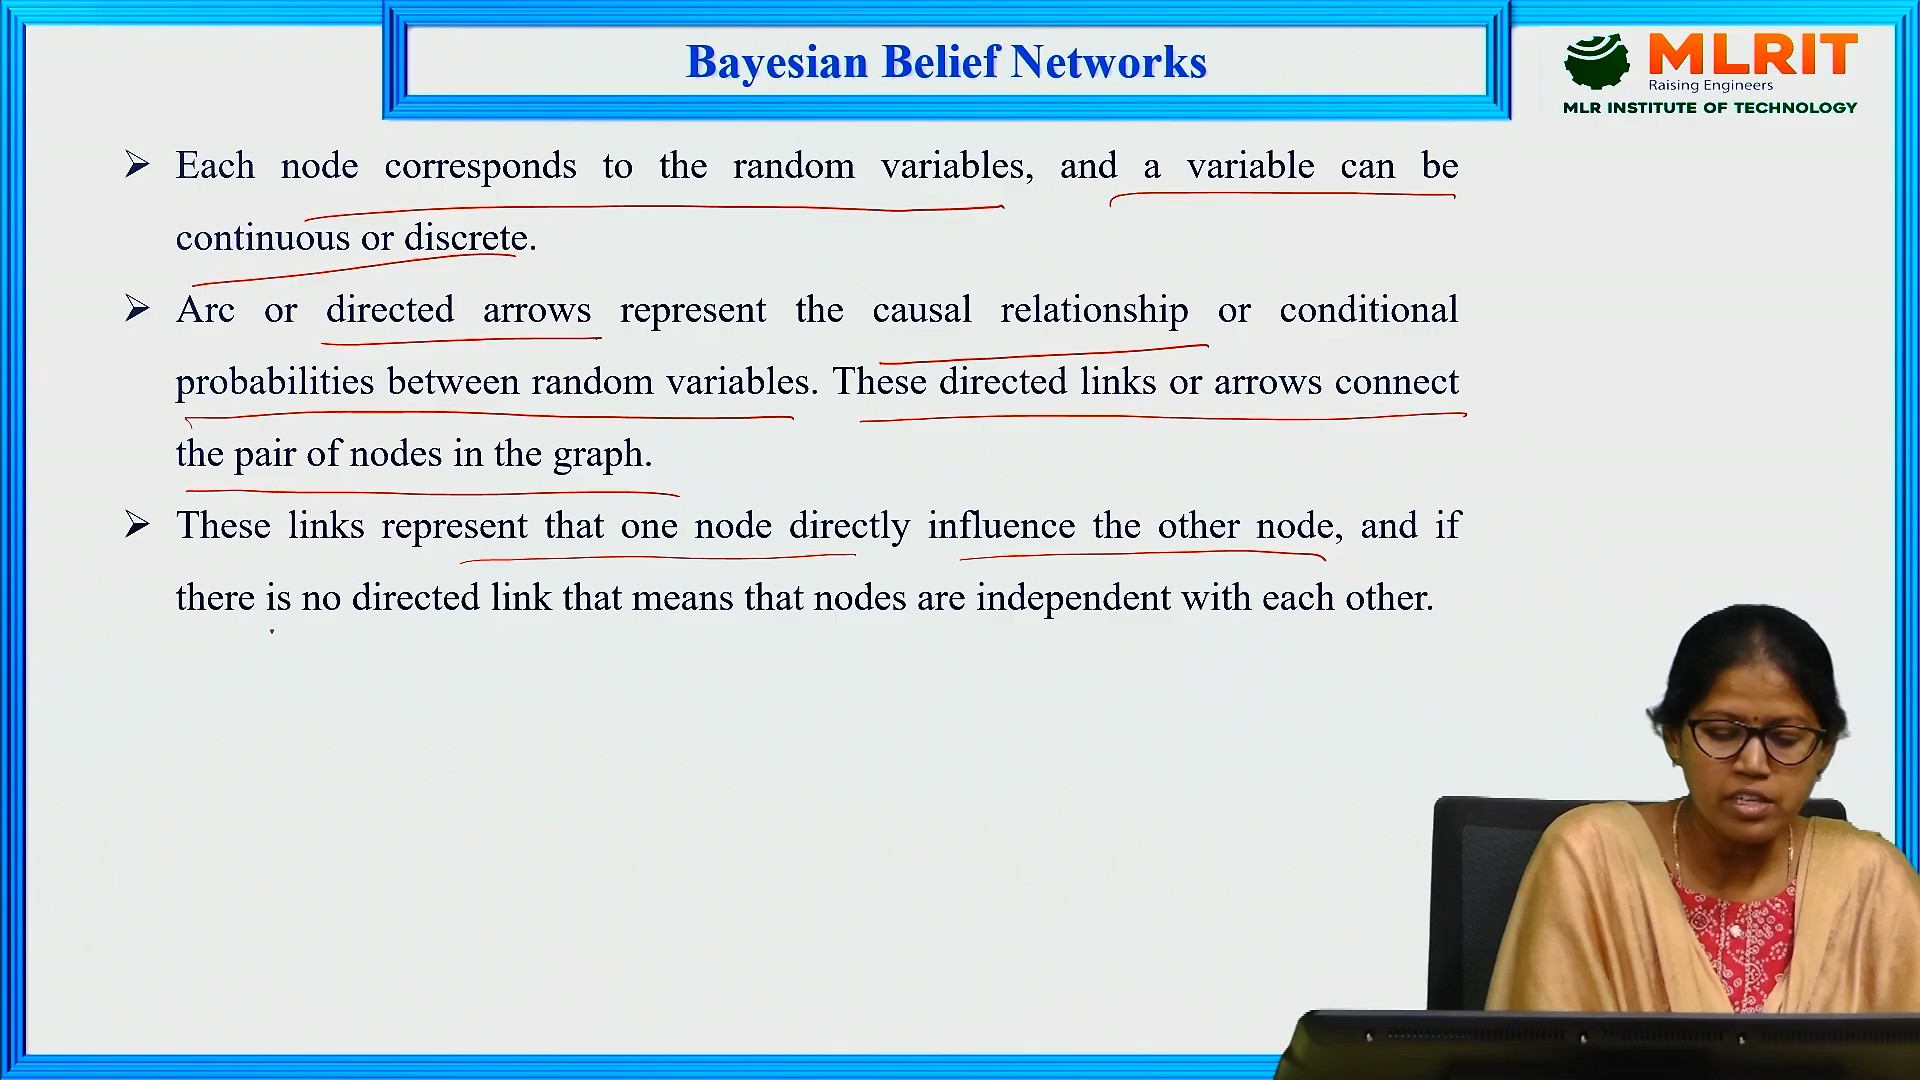 Bayesian Belief Networks
MLRIT
Raising Engineers
MLR INSTITUTE OF TECHNOLOGY
➢ Each node corresponds to the random variables, and a variable can be
continuous or discrete.
➢ Arc or directed arrows represent the causal relationship or conditional
probabilities between random variables. These directed links or arrows connect
the pair of nodes in the graph.
➢ These links represent that one node directly influence the other node, and if
there is no directed link that means that nodes are independent with each other.